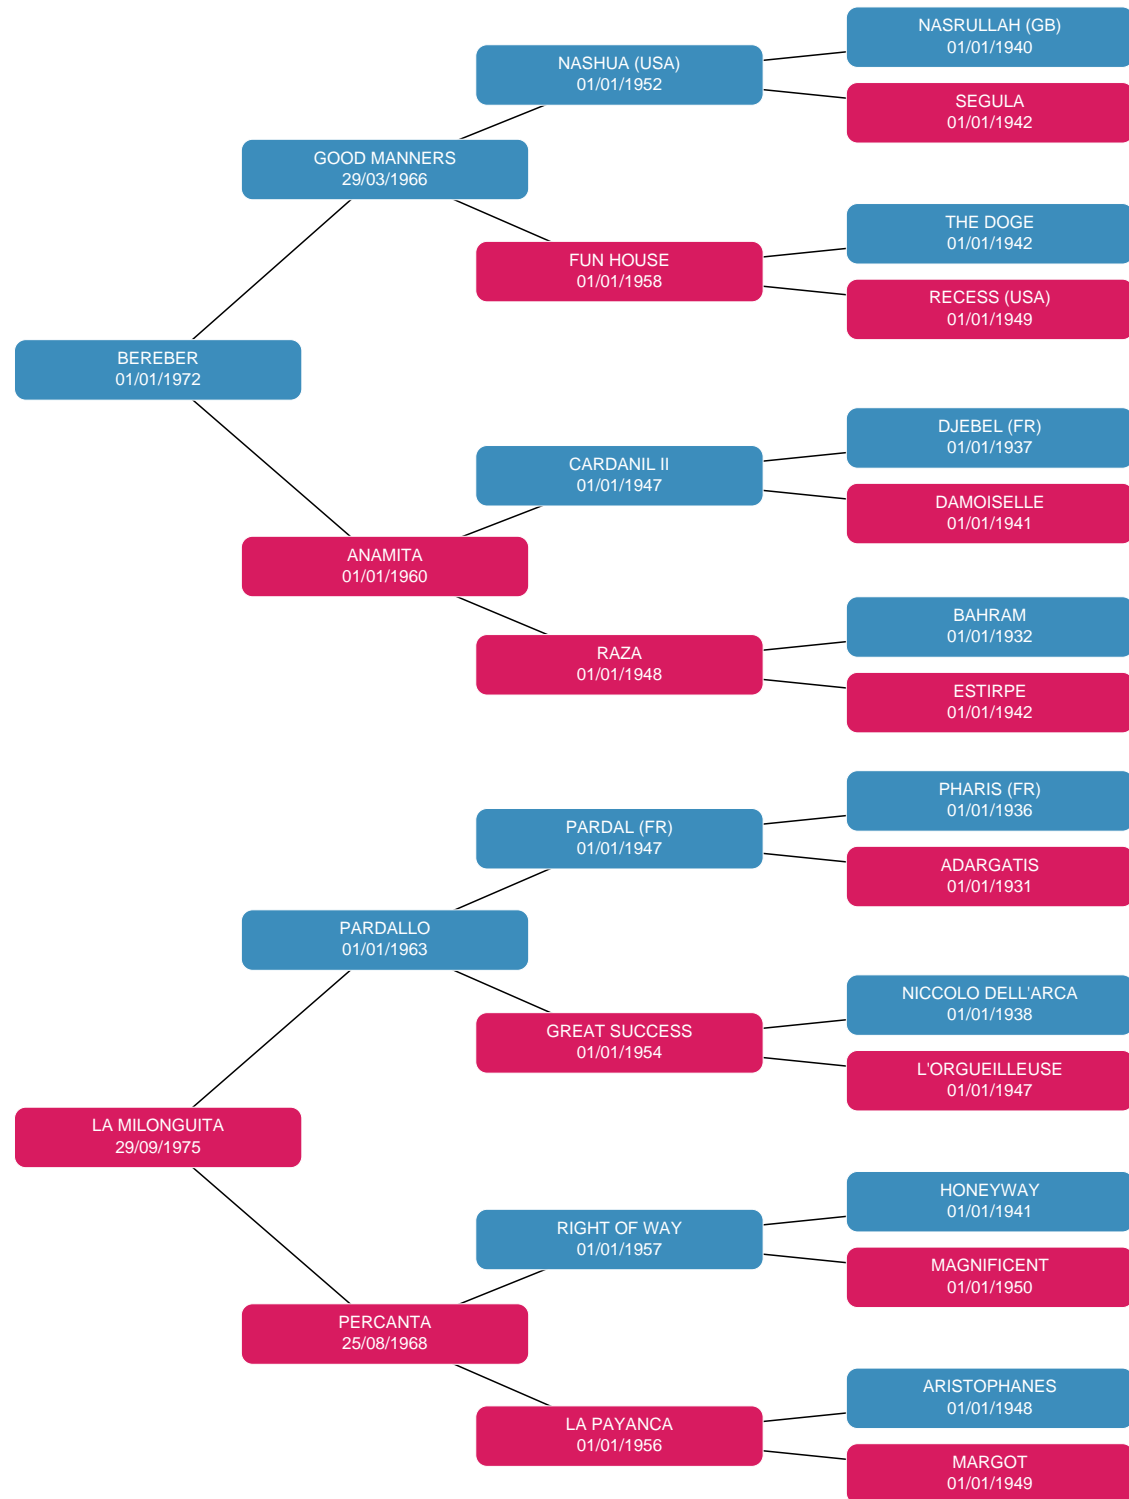 NASRULLAH (GB)
01/01/1940
NASHUA (USA)
01/01/1952
SEGULA
01/01/1942
GOOD MANNERS
29/03/1966
THE DOGE
01/01/1942
FUN HOUSE
01/01/1958
RECESS (USA)
01/01/1949
BEREBER
01/01/1972
DJEBEL (FR)
01/01/1937
CARDANIL II
01/01/1947
DAMOISELLE
01/01/1941
ANAMITA
01/01/1960
BAHRAM
01/01/1932
RAZA
01/01/1948
ESTIRPE
01/01/1942
PHARIS (FR)
01/01/1936
PARDAL (FR)
01/01/1947
ADARGATIS
01/01/1931
PARDALLO
01/01/1963
NICCOLO DELL'ARCA
01/01/1938
GREAT SUCCESS
01/01/1954
L'ORGUEILLEUSE
01/01/1947
LA MILONGUITA
29/09/1975
HONEYWAY
01/01/1941
RIGHT OF WAY
01/01/1957
MAGNIFICENT
01/01/1950
PERCANTA
25/08/1968
ARISTOPHANES
01/01/1948
LA PAYANCA
01/01/1956
MARGOT
01/01/1949